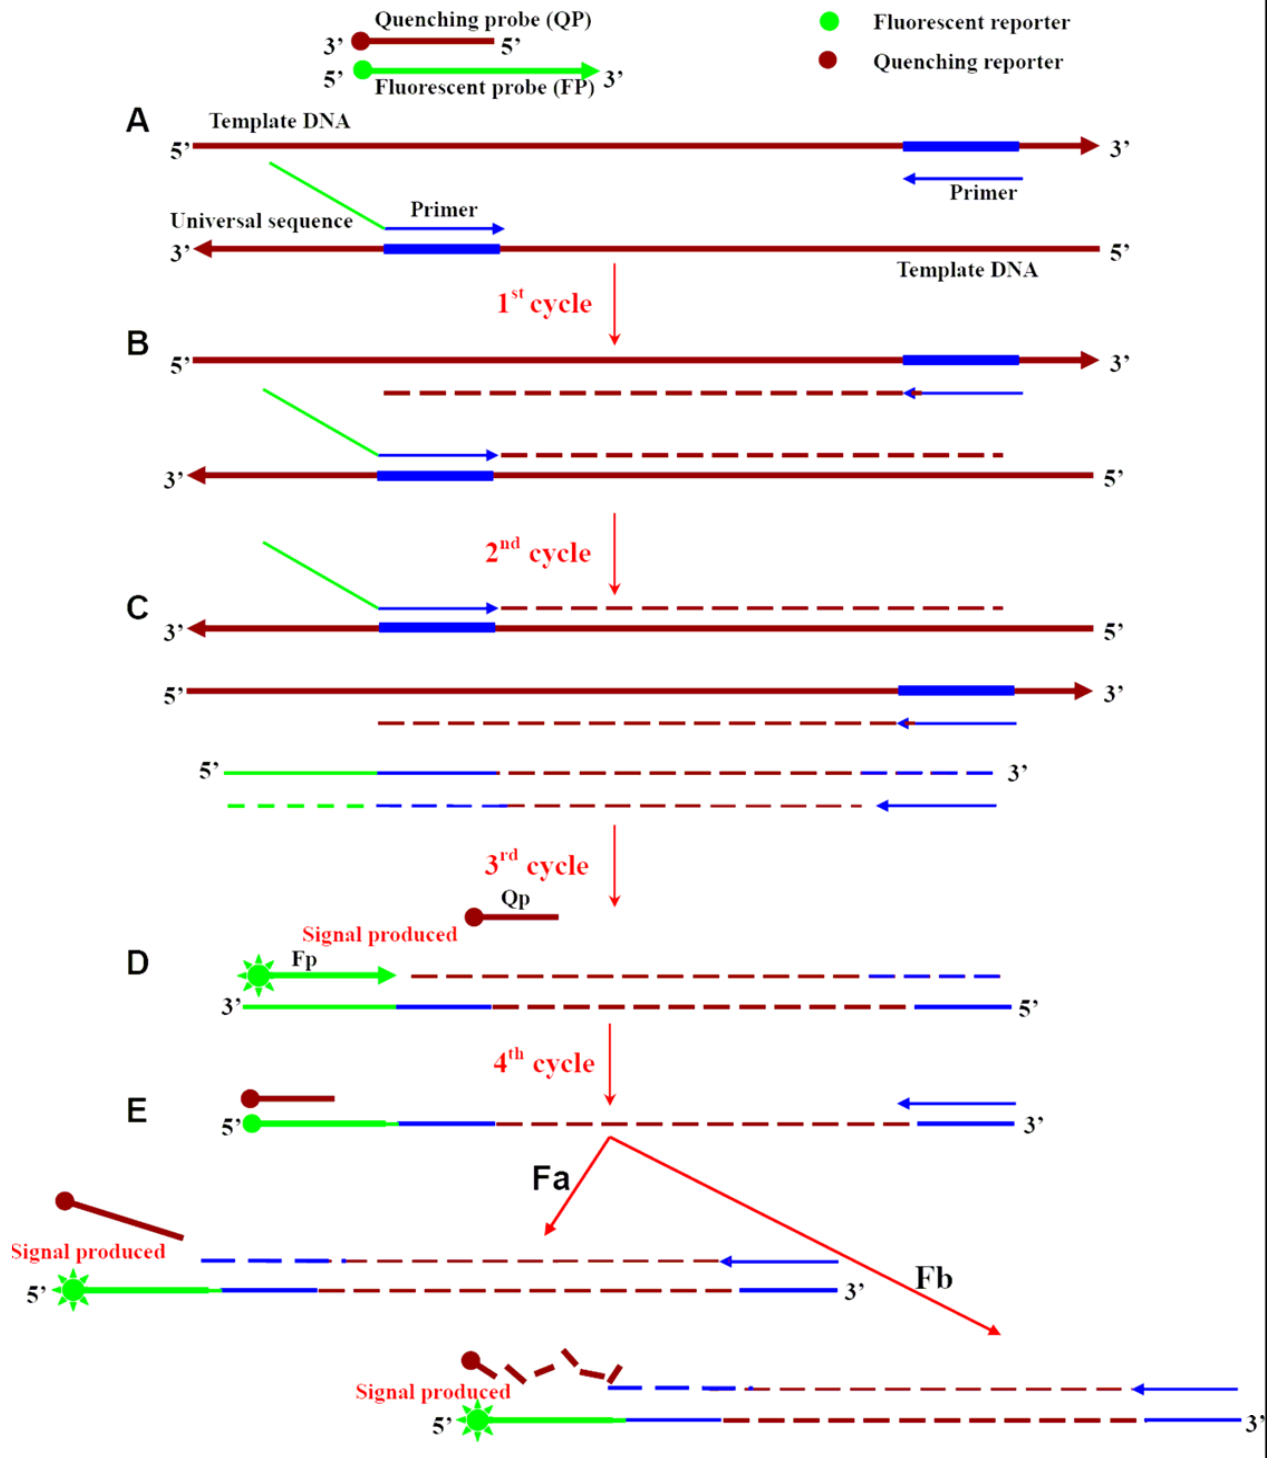 Quenching probe (QP)
3’ 5’
5’ 3’
Fluorescent probe (FP)
Fluorescent reporter
Quenching reporter
A
Template DNA
5’ 3’
Primer
Universal sequence Primer
3’ 5’
Template DNA
1st cycle
B
5’ 3’
3’ 5’
2nd cycle
C
3’ 5’
5’ 3’
5’ 3’
3rd cycle
Qp
Signal produced
D Fp
3’ 5’
4th cycle
E
5’ 3’
Fa
Signal produced
5’ 3’
Fb
Signal produced
5’ 3’